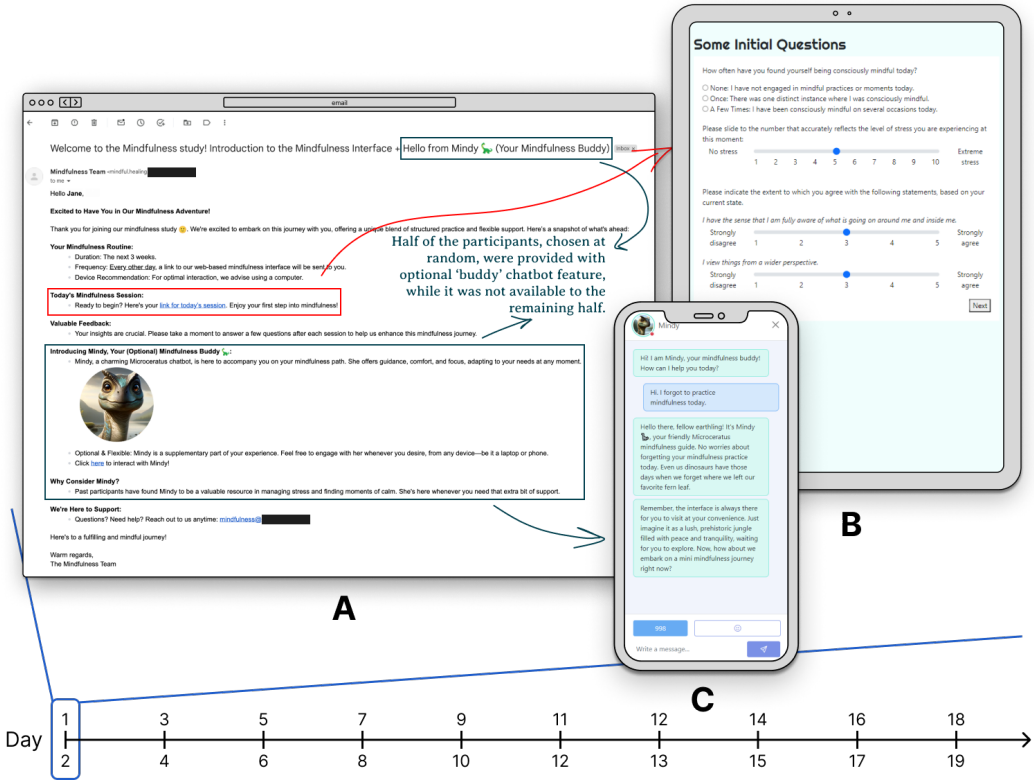 email
Welcome to the Mindfulness study! Introduction to the Mindfulness Interface + Hello from Mindy 🦕 (Your Mindfulness Buddy) Inbox x
Mindfulness Team <mindful.healing
to me
Hello Jane,
Excited to Have You in Our Mindfulness Adventure!
Thank you for joining our mindfulness study 🙂. We're excited to embark on this journey with you, offering a unique blend of structured practice and flexible support. Here's a snapshot of what's ahead:
Your Mindfulness Routine:
Duration: The next 3 weeks.
Frequency: Every other day, a link to our web-based mindfulness interface will be sent to you.
Device Recommendation: For optimal interaction, we advise using a computer.
Today's Mindfulness Session:
Ready to begin? Here's your link for today's session. Enjoy your first step into mindfulness!
Valuable Feedback:
Your insights are crucial. Please take a moment to answer a few questions after each session to help us enhance this mindfulness journey.
Introducing Mindy, Your (Optional) Mindfulness Buddy 🦕:
Mindy, a charming Microceratus chatbot, is here to accompany you on your mindfulness path. She offers guidance, comfort, and focus, adapting to your needs at any moment.
Optional & Flexible: Mindy is a supplementary part of your experience. Feel free to engage with her whenever you desire, from any device—be it a laptop or phone.
Click here to interact with Mindy!
Why Consider Mindy?
Past participants have found Mindy to be a valuable resource in managing stress and finding moments of calm. She's here whenever you need that extra bit of support.
We're Here to Support:
Questions? Need help? Reach out to us anytime: mindfulness@
Here's to a fulfilling and mindful journey!
Warm regards,
The Mindfulness Team
Half of the participants, chosen at
random, were provided with
optional 'buddy' chatbot feature,
while it was not available to the
remaining half.
A
Some Initial Questions
How often have you found yourself being consciously mindful today?
None: I have not engaged in mindful practices or moments today.
Once: There was one distinct instance where I was consciously mindful.
A Few Times: I have been consciously mindful on several occasions today.
Please slide to the number that accurately reflects the level of stress you are experiencing at
this moment:
No stress
1 2 3 4 5 6 7 8 9 10
Extreme
stress
Please indicate the extent to which you agree with the following statements, based on your
current state.
I have the sense that I am fully aware of what is going on around me and inside me.
Strongly
disagree
1 2 3 4 5
Strongly
agree
I view things from a wider perspective.
Strongly
disagree
1 2 3 4 5
Strongly
agree
Next
B
Mindy
Hi! I am Mindy, your mindfulness buddy!
How can I help you today?
Hi. I forgot to practice
mindfulness today.
Hello there, fellow earthling! It's Mindy
🦕, your friendly Microceratus
mindfulness guide. No worries about
forgetting your mindfulness practice
today. Even us dinosaurs have those
days when we forget where we left our
favorite fern leaf.
Remember, the interface is always there
for you to visit at your convenience. Just
imagine it as a lush, prehistoric jungle
filled with peace and tranquility, waiting
for you to explore. Now, how about we
embark on a mini mindfulness journey
right now?
998
Write a message...
C
Day
1 3 5 7 9 11 12 14 16 18
2 4 6 8 10 12 13 15 17 19